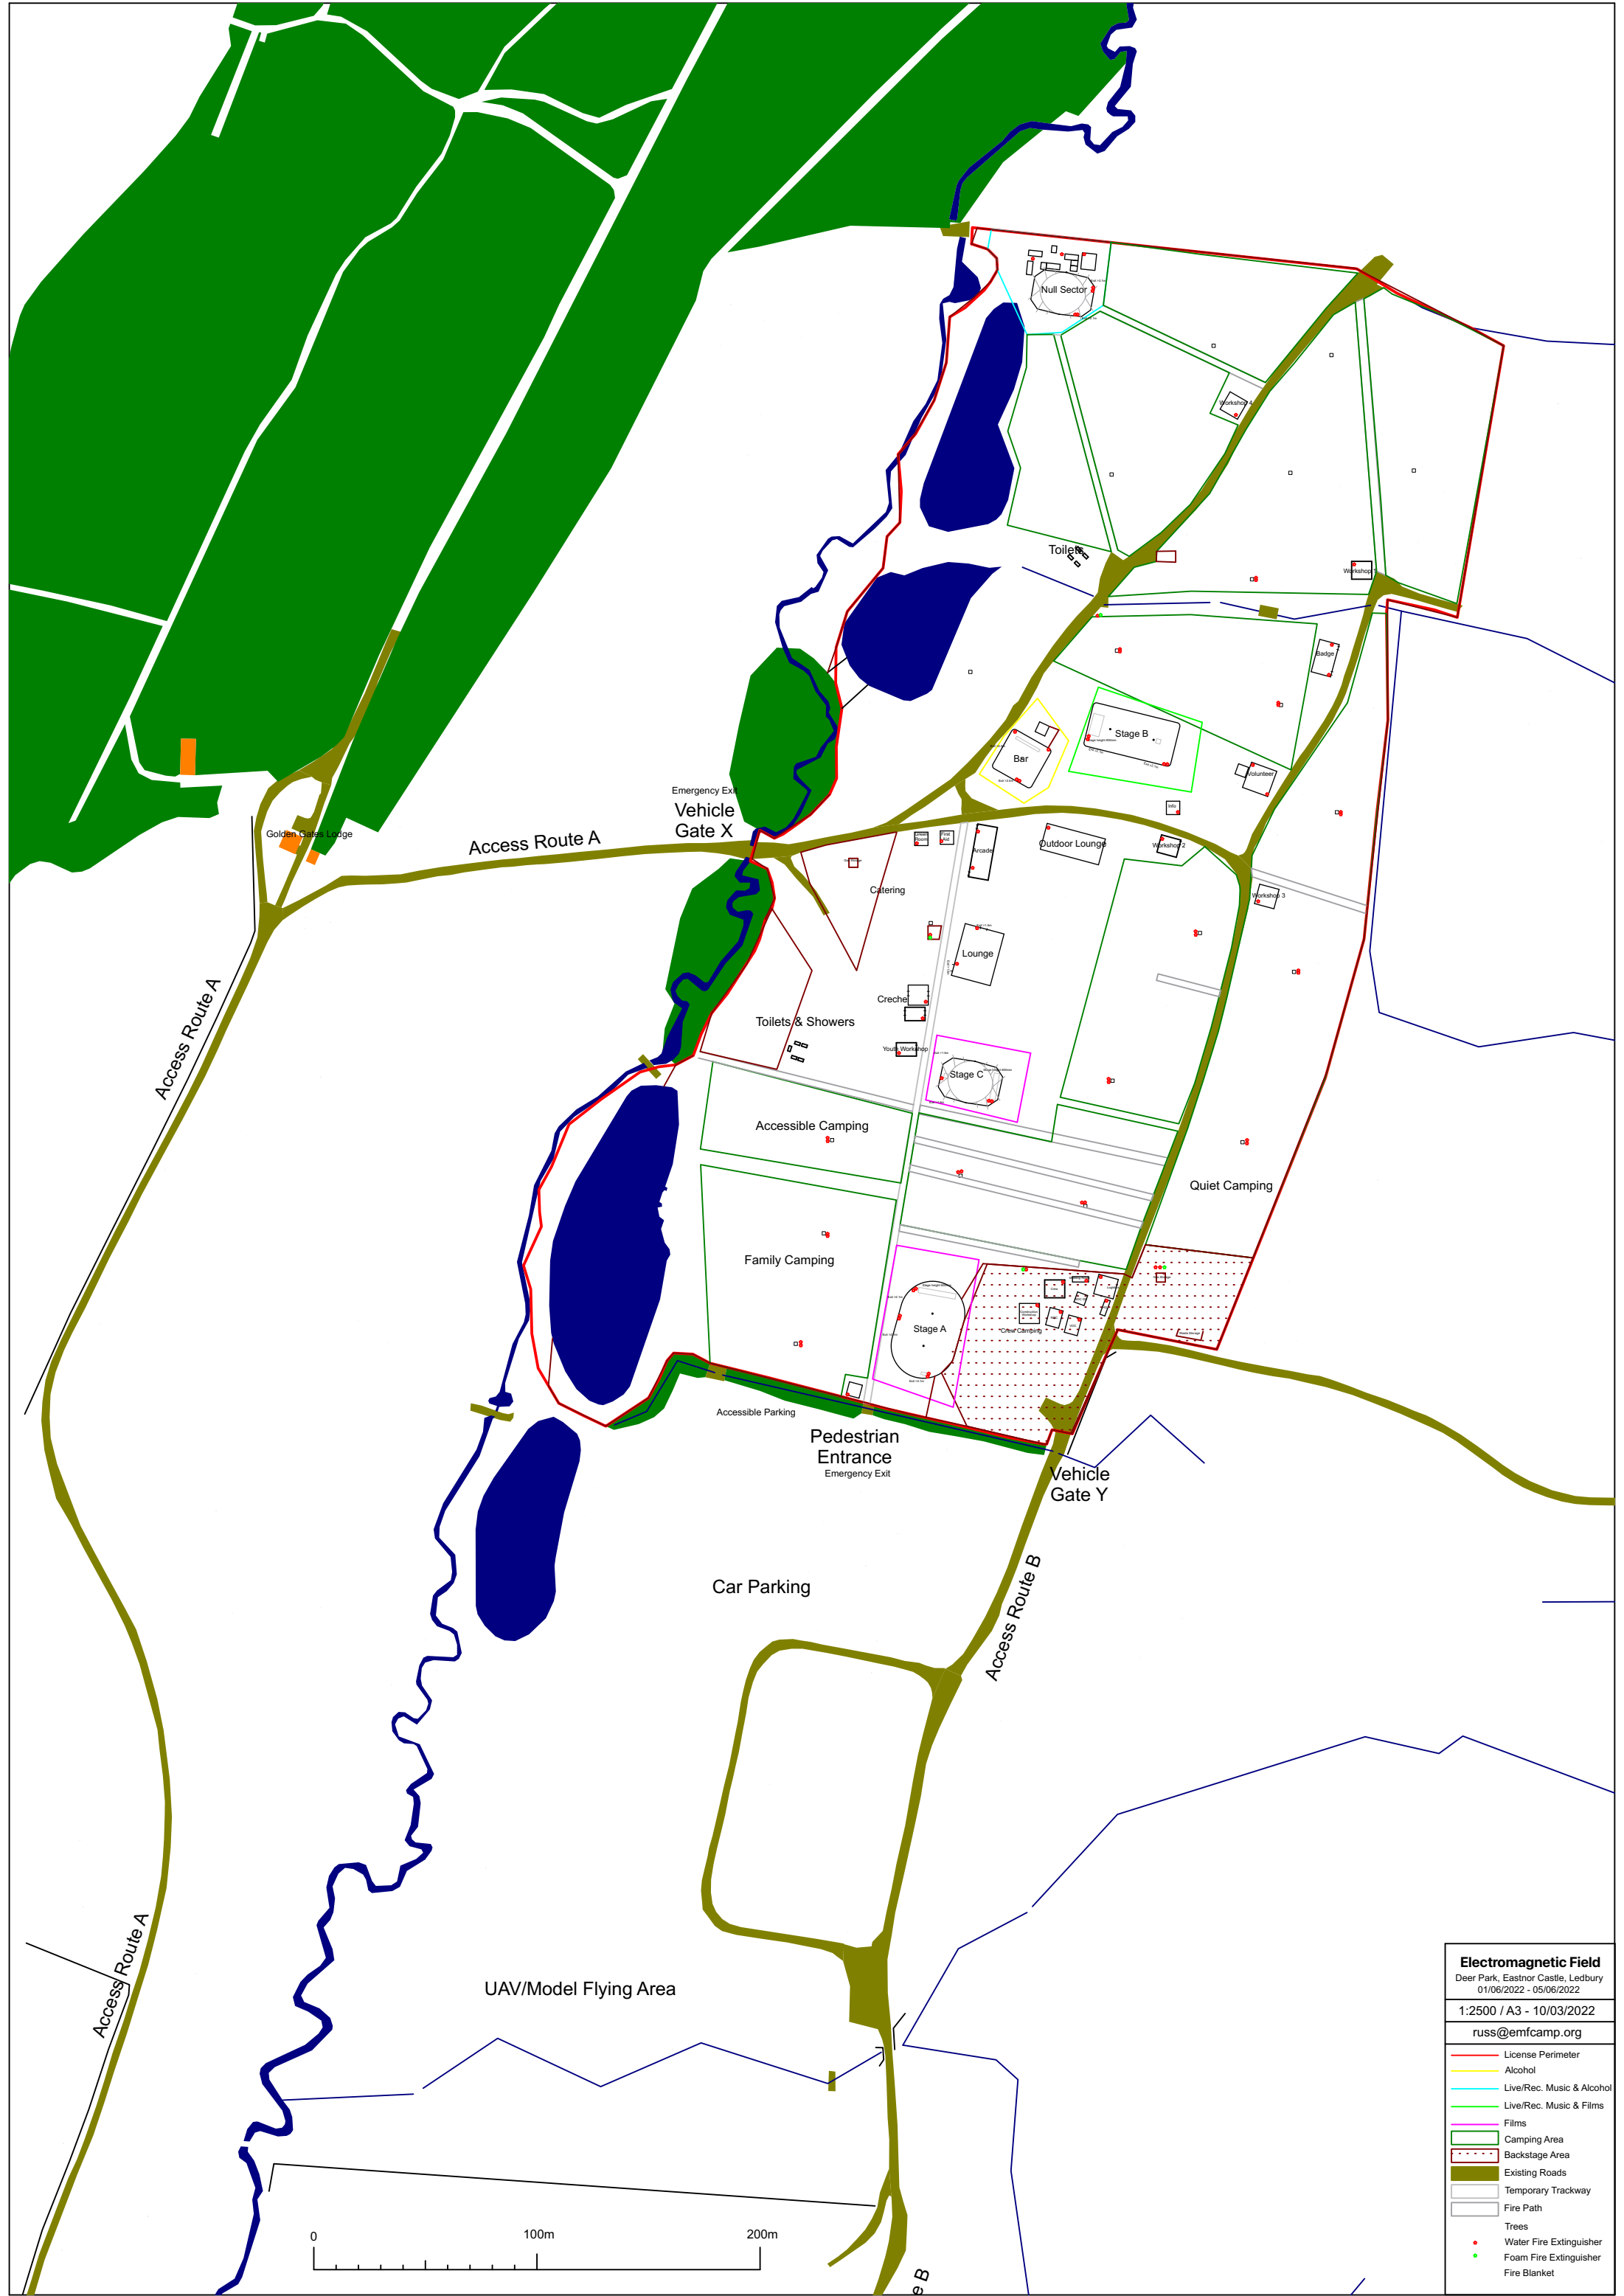 Null Sector
Workshop 4
Toilets
Workshop 1
Badge
Stage B
Bar
Volunteer
Emergency Exit
Vehicle
Gate X
Info
Golden Gates Lodge
Access Route A
Arcade
Outdoor Lounge
Workshop 2
Catering
Workshop 3
Lounge
Access Route A
Creche
Toilets & Showers
Youth Workshop
Stage C
Accessible Camping
Quiet Camping
Family Camping
Stage A
Crew Camping
Accessible Parking
Pedestrian
Entrance
Emergency Exit
Vehicle
Gate Y
Car Parking
Access Route B
Access Route A
UAV/Model Flying Area
0
100m
200m
e B
Electromagnetic Field
Deer Park, Eastnor Castle, Ledbury
01/06/2022 - 05/06/2022
1:2500 / A3 - 10/03/2022
russ@emfcamp.org
License Perimeter
Alcohol
Live/Rec. Music & Alcohol
Live/Rec. Music & Films
Films
Camping Area
Backstage Area
Existing Roads
Temporary Trackway
Fire Path
Trees
Water Fire Extinguisher
Foam Fire Extinguisher
Fire Blanket